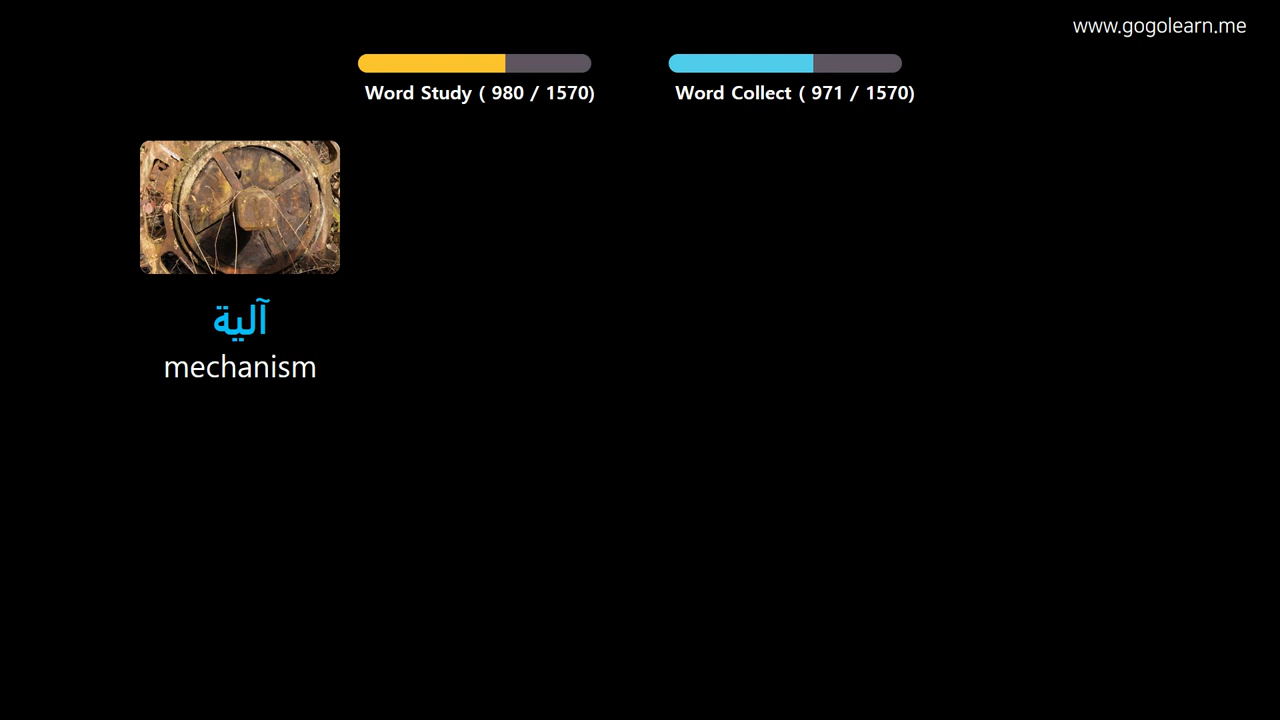 www.gogolearn.me
Word Study ( 980 / 1570)
Word Collect ( 971 / 1570)
آلية
mechanism